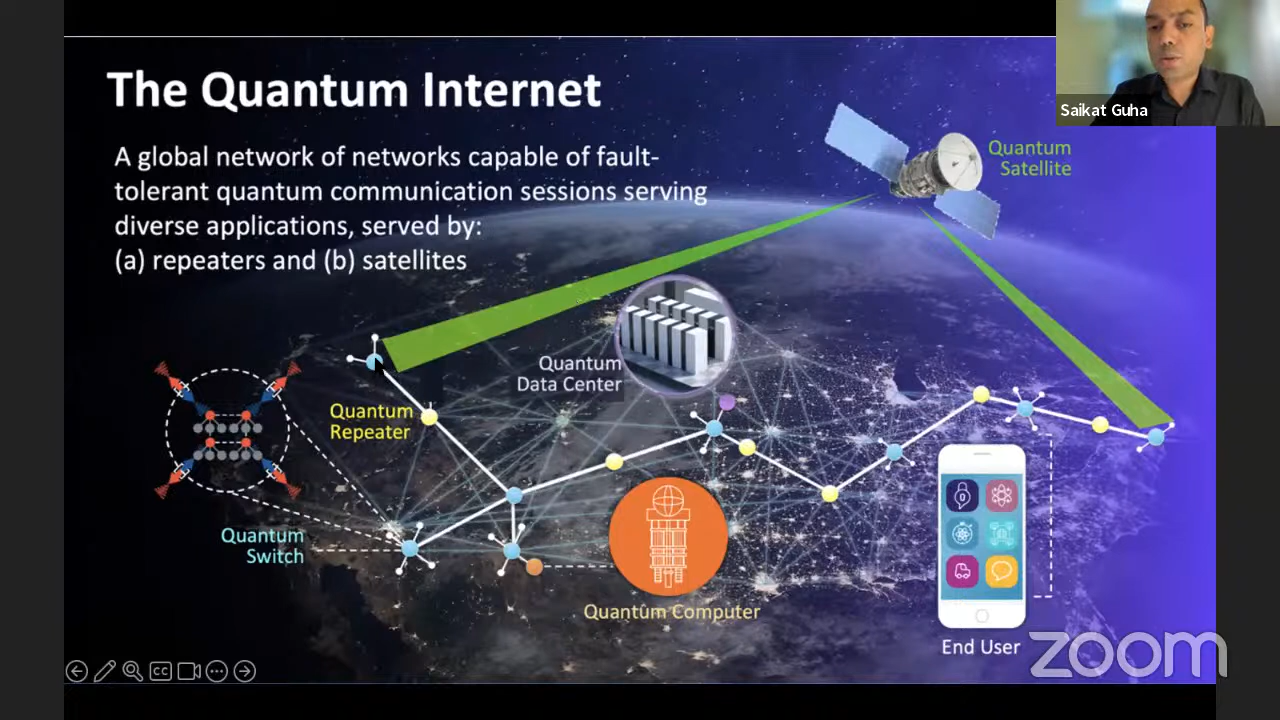 The Quantum Internet
A global network of networks capable of fault-
tolerant quantum communication sessions serving
diverse applications, served by:
(a) repeaters and (b) satellites
Saikat Guha
Quantum
Satellite
Quantum
Data Center
Quantum
Repeater
Quantum
Switch
Quantum Computer
End User
CC
zoom